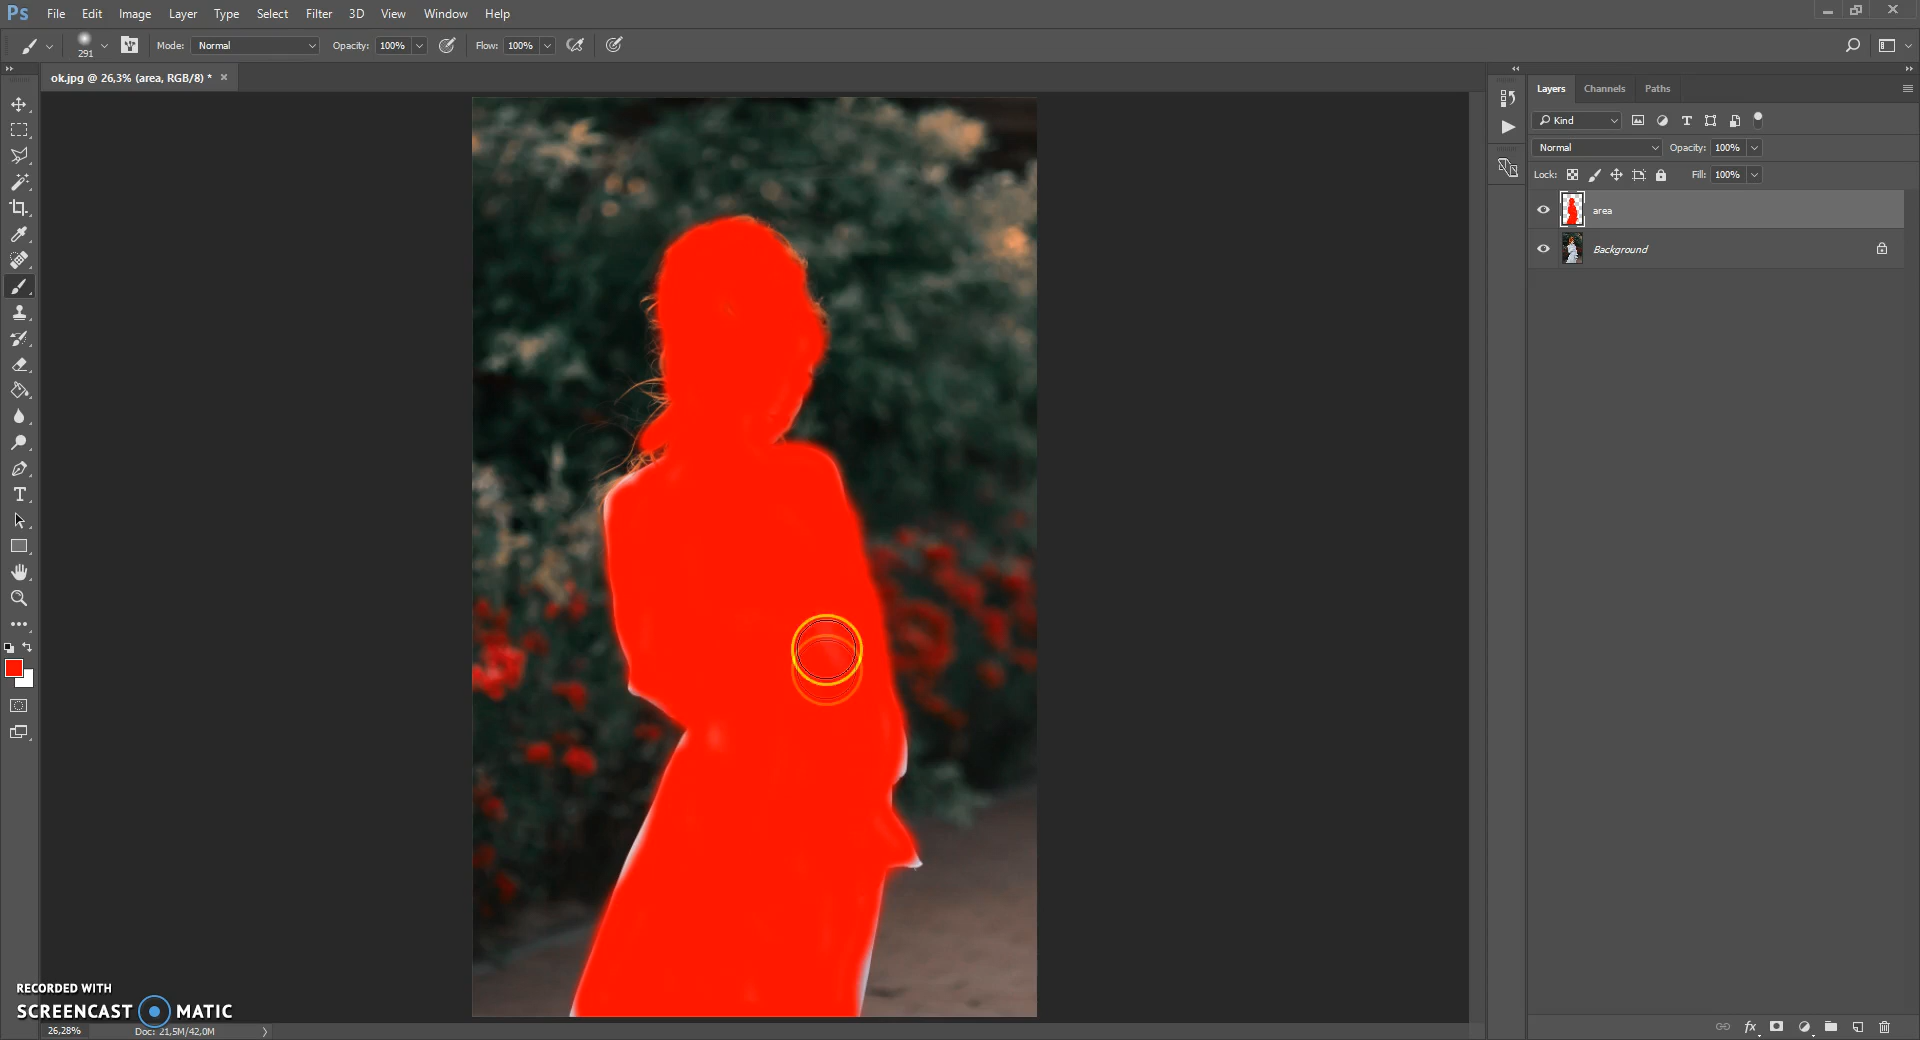 Ps File Edit Image Layer Type Select Filter 3D View Window Help
291 Mode: Normal Opacity: 100% Flow: 100%
ok.jpg @ 26,3% (area, RGB/8) *
Layers Channels Paths
Kind
Normal Opacity: 100%
Lock: Fill: 100%
area
Background
RECORDED WITH
SCREENCAST MATIC
26,28% Doc: 21,5M/42,0M